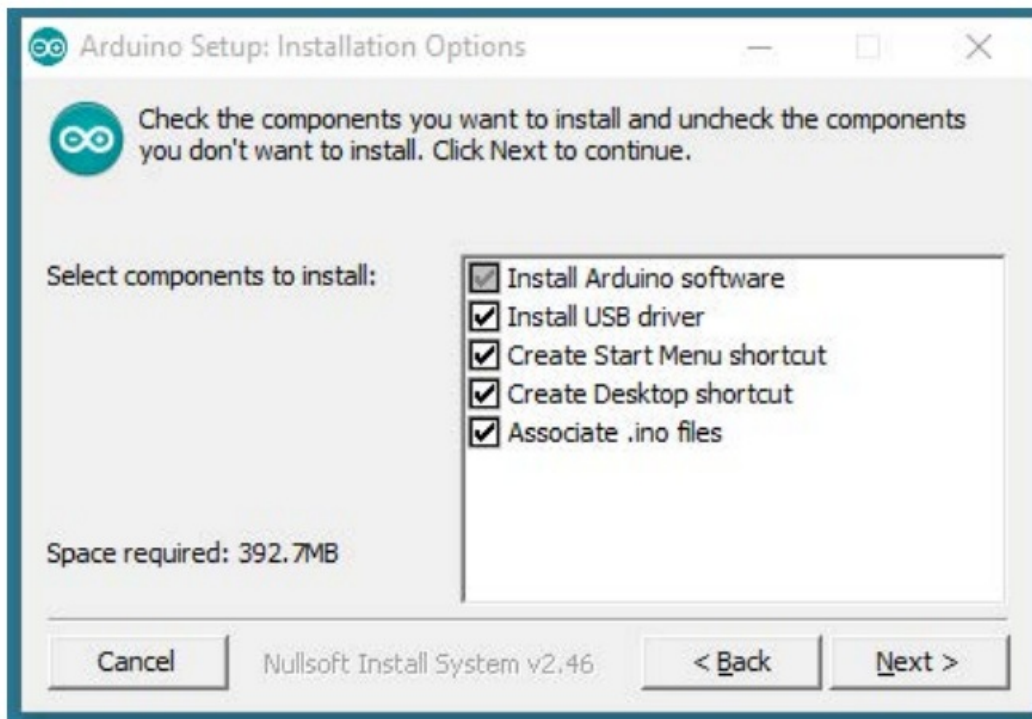 Arduino Setup: Installation Options
Check the components you want to install and uncheck the components
you don't want to install. Click Next to continue.
Select components to install:
Install Arduino software
Install USB driver
Create Start Menu shortcut
Create Desktop shortcut
Associate .ino files
Space required: 392.7MB
Cancel
Nullsoft Install System v2.46
< Back
Next >